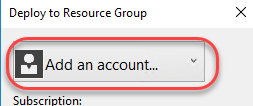 Deploy to Resource Group
Add an account...
Subscription: